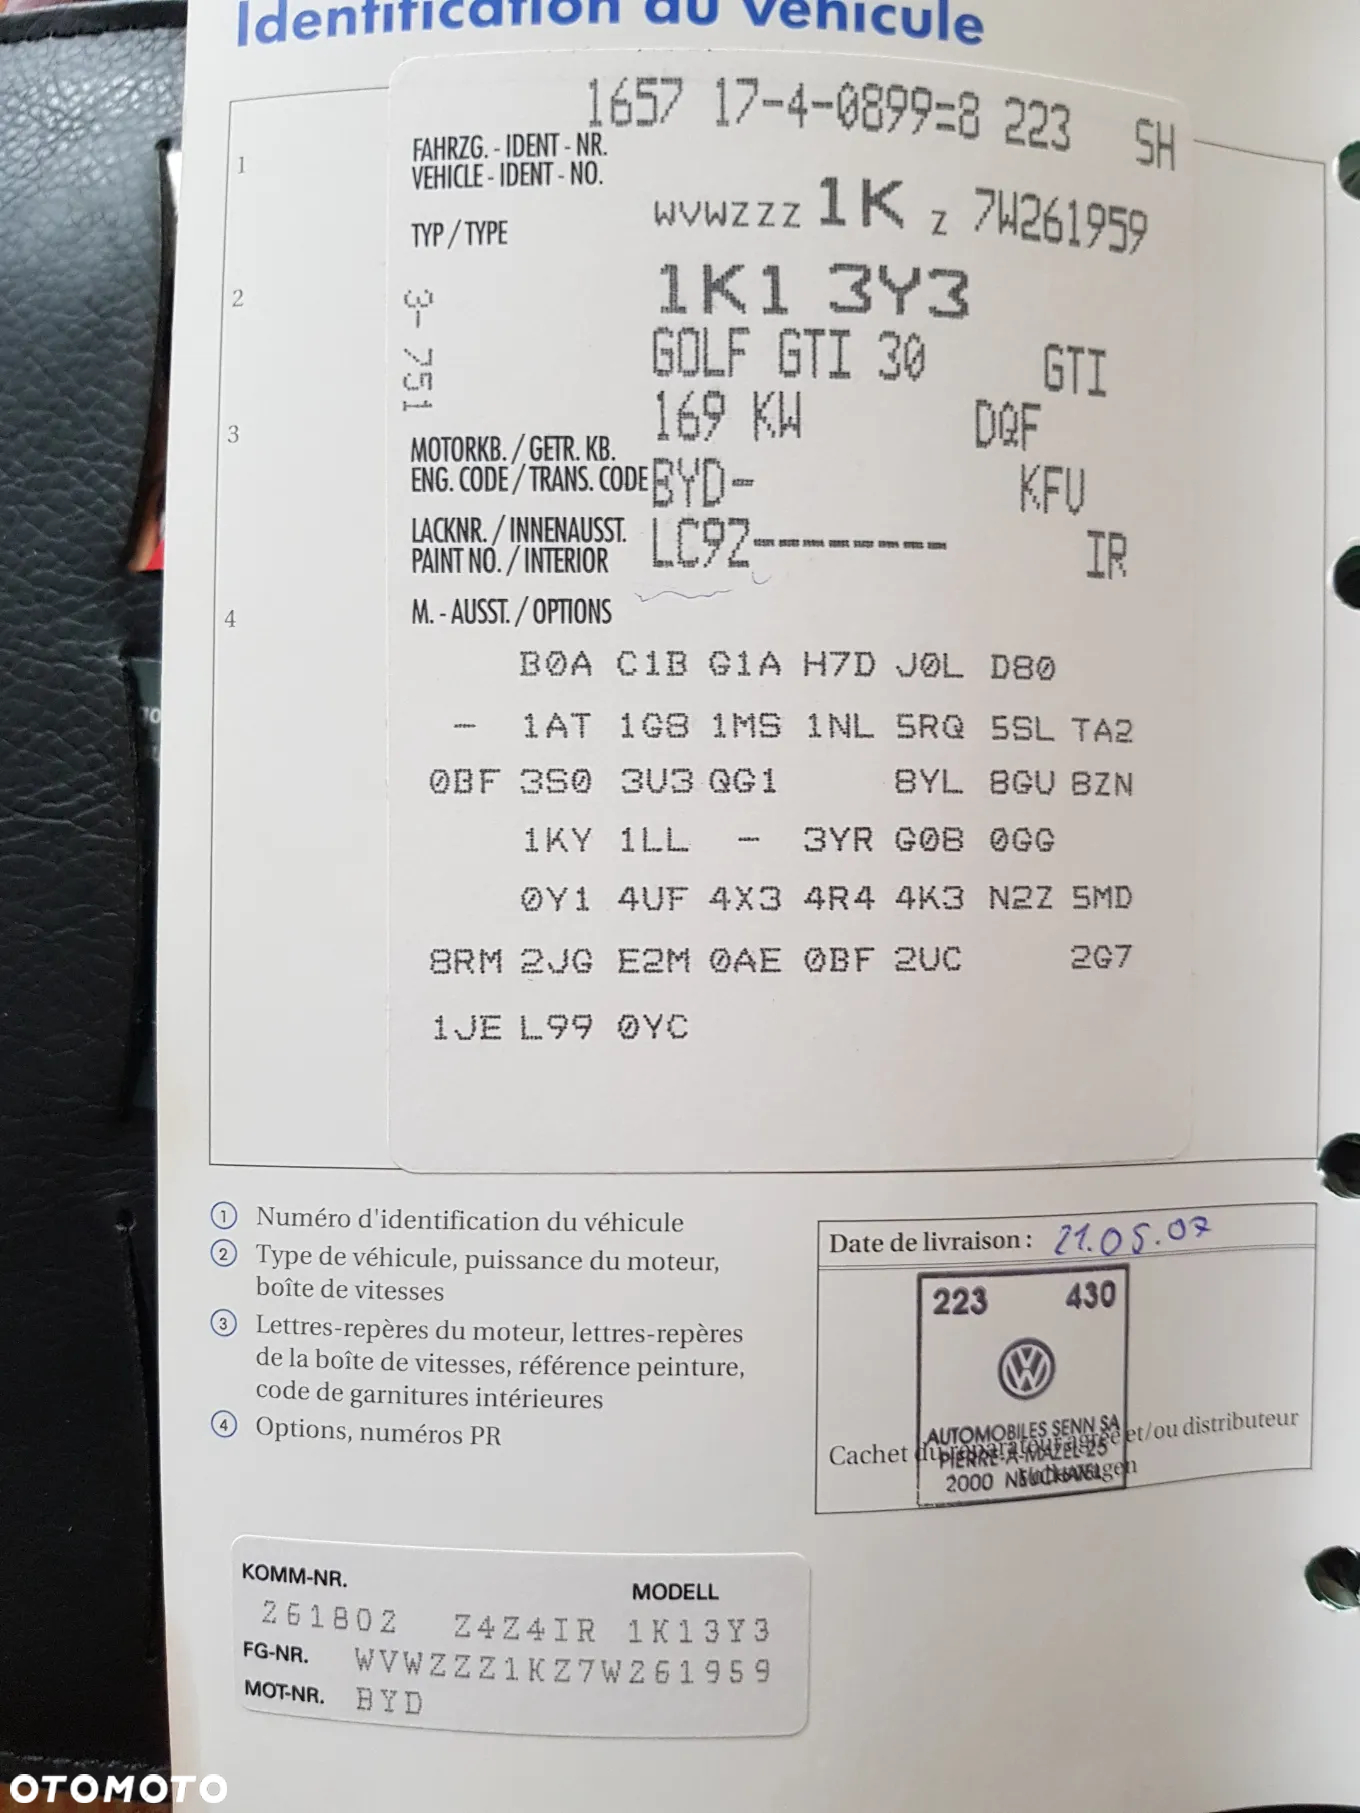 Identification du véhicule
1657 17-4-0899=8 223 SH
1
FAHRZG. - IDENT - NR.
VEHICLE - IDENT - NO.
WVWZZZ 1K Z 7W261959
TYP / TYPE
2
1K1 3Y3
3- 751
GOLF GTI 30 GTI
169 KW DQF
3
MOTORKB. / GETR. KB.
ENG. CODE / TRANS. CODE BYD- KFU
LACKNR. / INNENAUSST.
PAINT NO. / INTERIOR LC9Z-------- IR
4
M. - AUSST. / OPTIONS
B0A C1B G1A H7D J0L D80
- 1AT 1G8 1MS 1NL 5RQ 5SL TA2
0BF 3S0 3U3 QG1 8YL 8GU 8ZN
1KY 1LL - 3YR G0B 0GG
0Y1 4UF 4X3 4R4 4K3 N2Z 5MD
8RM 2JG E2M 0AE 0BF 2UC 2G7
1JE L99 0YC
1 Numéro d'identification du véhicule
2 Type de véhicule, puissance du moteur,
boîte de vitesses
3 Lettres-repères du moteur, lettres-repères
de la boîte de vitesses, référence peinture,
code de garnitures intérieures
4 Options, numéros PR
Date de livraison : 21.05.07
223 430
VW
AUTOMOBILES SENN SA
Cachet du réparateur agréé et/ou distributeur
PIERRE-A-MAZEL 25
2000 NEUCHATEL
KOMM-NR. MODELL
261802 Z4Z4IR 1K13Y3
FG-NR. WVWZZZ1KZ7W261959
MOT-NR. BYD
OTOMOTO